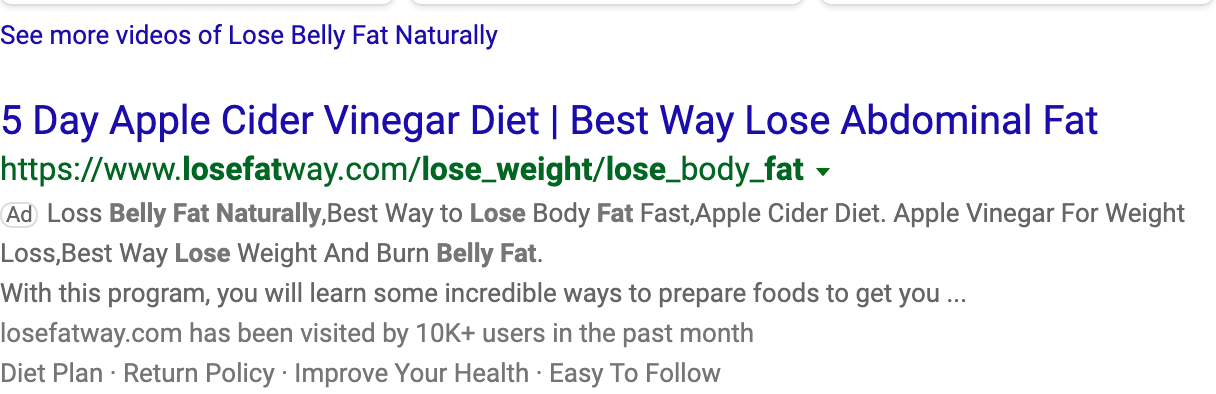 See more videos of Lose Belly Fat Naturally
5 Day Apple Cider Vinegar Diet | Best Way Lose Abdominal Fat
https://www.losefatway.com/lose_weight/lose_body_fat
Ad Loss Belly Fat Naturally,Best Way to Lose Body Fat Fast,Apple Cider Diet. Apple Vinegar For Weight
Loss,Best Way Lose Weight And Burn Belly Fat.
With this program, you will learn some incredible ways to prepare foods to get you ...
losefatway.com has been visited by 10K+ users in the past month
Diet Plan · Return Policy · Improve Your Health · Easy To Follow